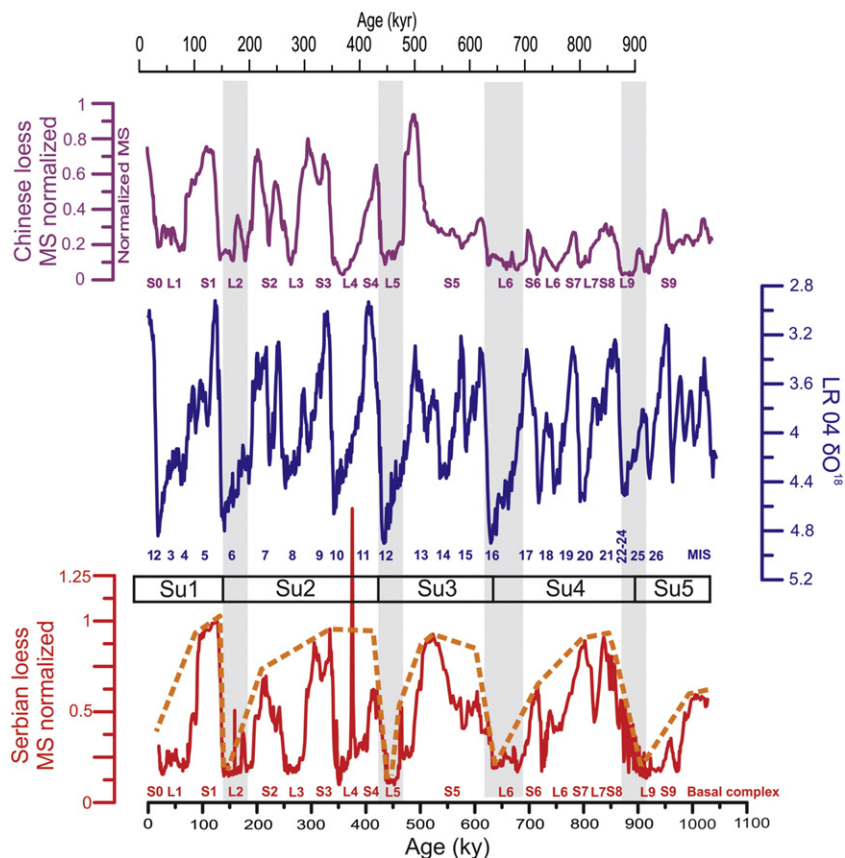 Age (kyr)
0 100 200 300 400 500 600 700 800 900
Chinese loess
MS normalized
Normalized MS
1
0.8
0.6
0.4
0.2
0
S0 L1 S1 L2 S2 L3 S3 L4 S4 L5 S5 L6 S6 L6 S7 L7 S8 L9 S9
2.8
3.2
3.6
4
4.4
4.8
5.2
LR 04 δO18
12 3 4 5 6 7 8 9 10 11 12 13 14 15 16 17 18 19 20 21 22-24 25 26 MIS
Su1 Su2 Su3 Su4 Su5
Serbian loess
MS normalized
1.25
1
0.5
0
S0 L1 S1 L2 S2 L3 S3 L4 S4 L5 S5 L6 S6 L6 S7 L7 S8 L9 S9 Basal complex
0 100 200 300 400 500 600 700 800 900 1000 1100
Age (ky)